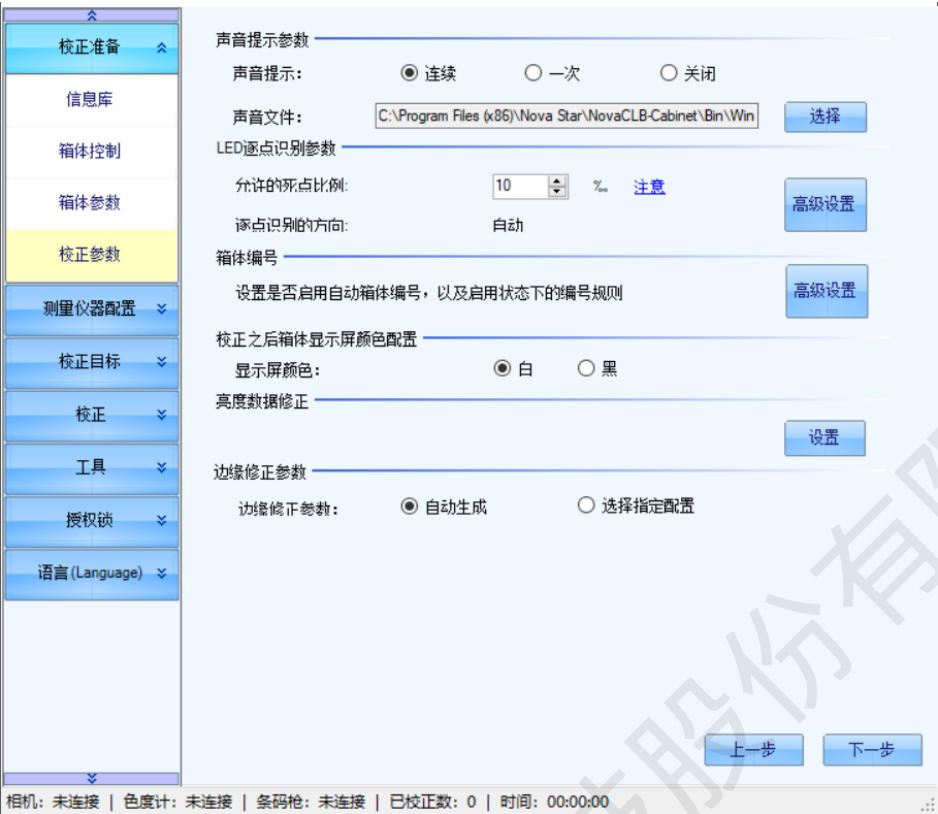 校正准备
信息库
箱体控制
箱体参数
校正参数
测量仪器配置
校正目标
校正
工具
授权锁
语言(Language)
声音提示参数
声音提示: 连续 一次 关闭
声音文件: C:\Program Files (x86)\Nova Star\NovaCLB-Cabinet\Bin\Win 选择
LED逐点识别参数
允许的死点比例: 10 ‰ 注意
高级设置
逐点识别的方向: 自动
箱体编号
设置是否启用自动箱体编号，以及启用状态下的编号规则 高级设置
校正之后箱体显示屏颜色配置
显示屏颜色: 白 黑
亮度数据修正
设置
边缘修正参数
边缘修正参数: 自动生成 选择指定配置
上一步 下一步
相机: 未连接 | 色度计: 未连接 | 条码枪: 未连接 | 已校正数: 0 | 时间: 00:00:00
股份有